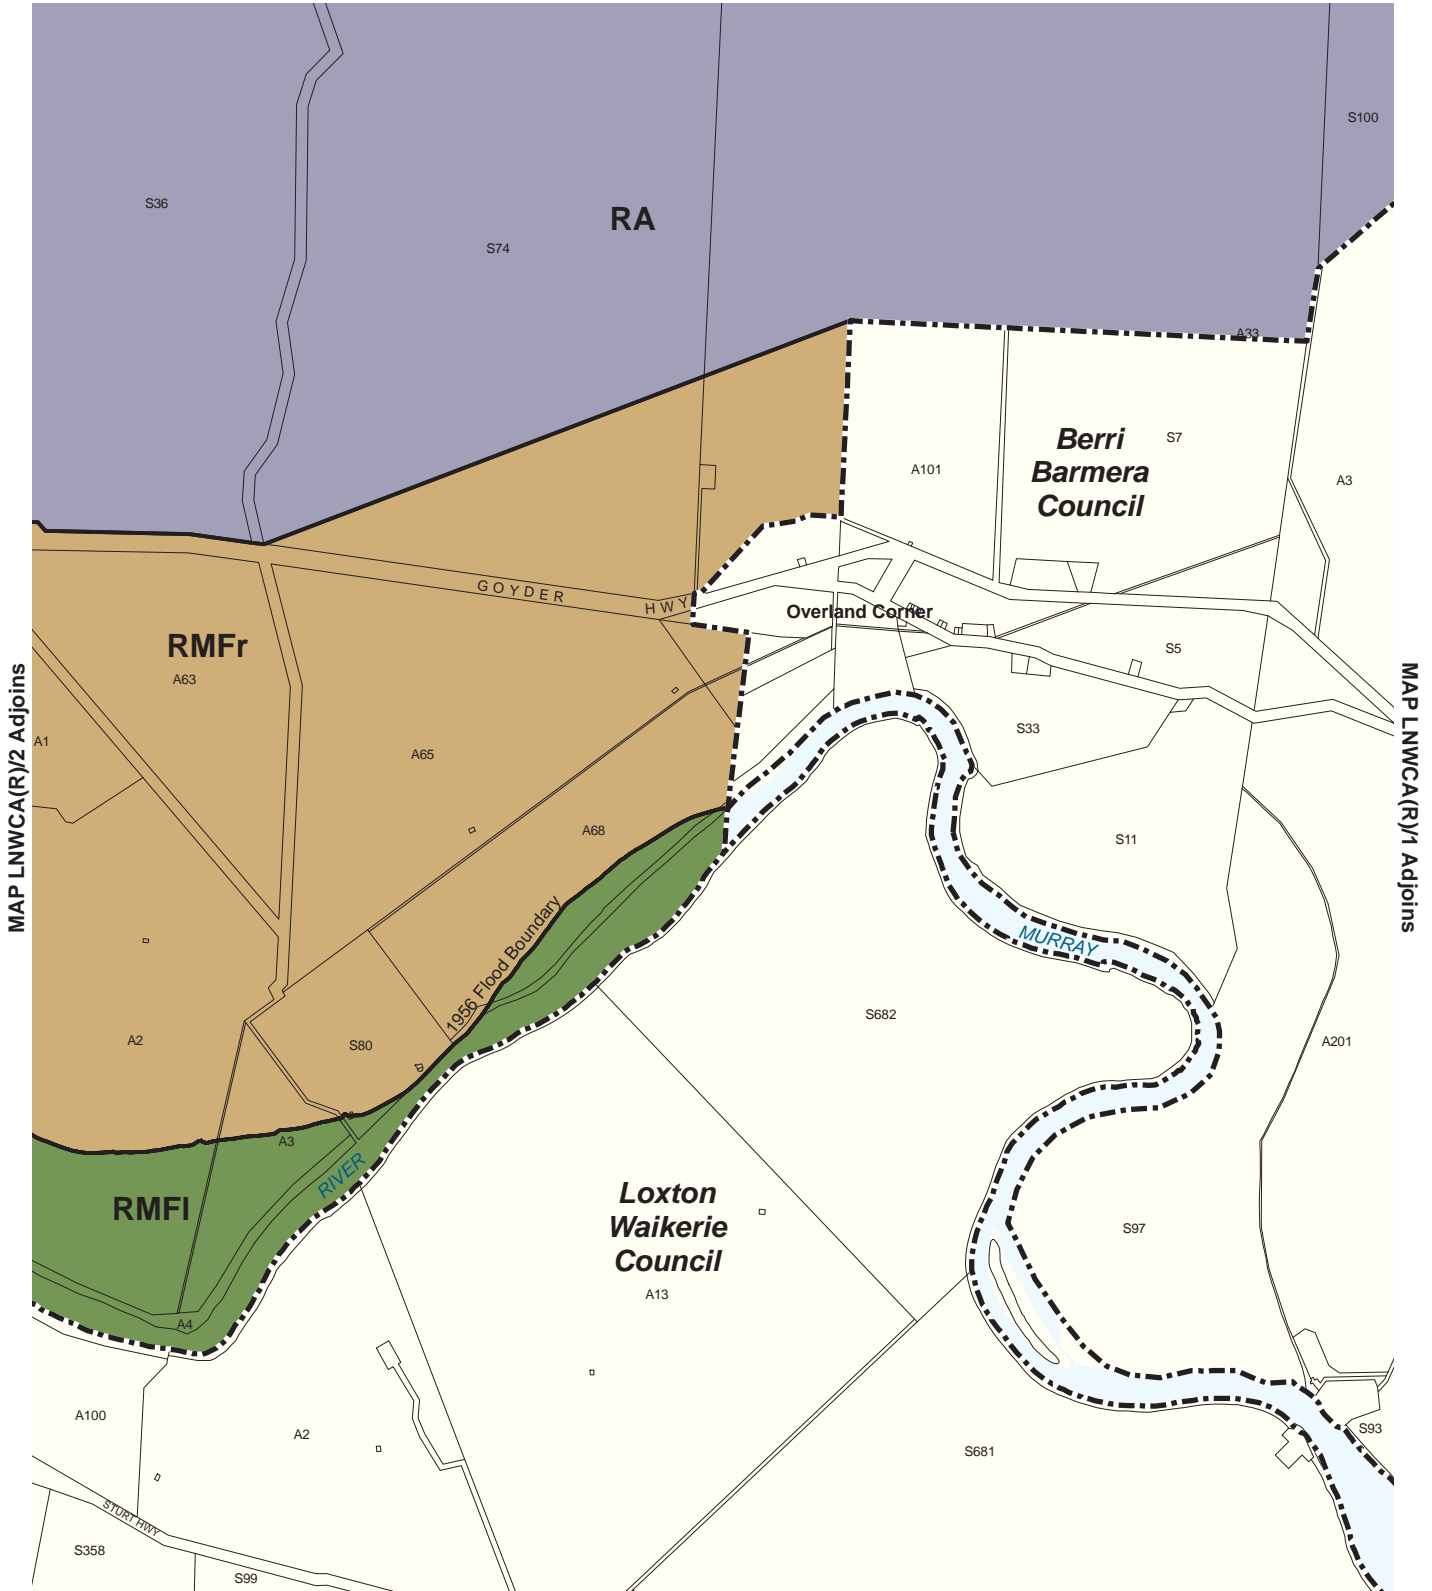 S100
S36
RA
S74
A33
Berri
Barmera
Council
S7
A101
A3
GOYDER
HWY
Overland Corner
RMFr
A63
S5
MAP LNWCA(R)/2 Adjoins
MAP LNWCA(R)/1 Adjoins
A1
A65
S33
A68
S11
1956 Flood Boundary
MURRAY
S682
A2
S80
A201
A3
RIVER
RMFl
Loxton
Waikerie
Council
S97
A13
A4
A100
A2
S93
S681
STURT HWY
S358
S99